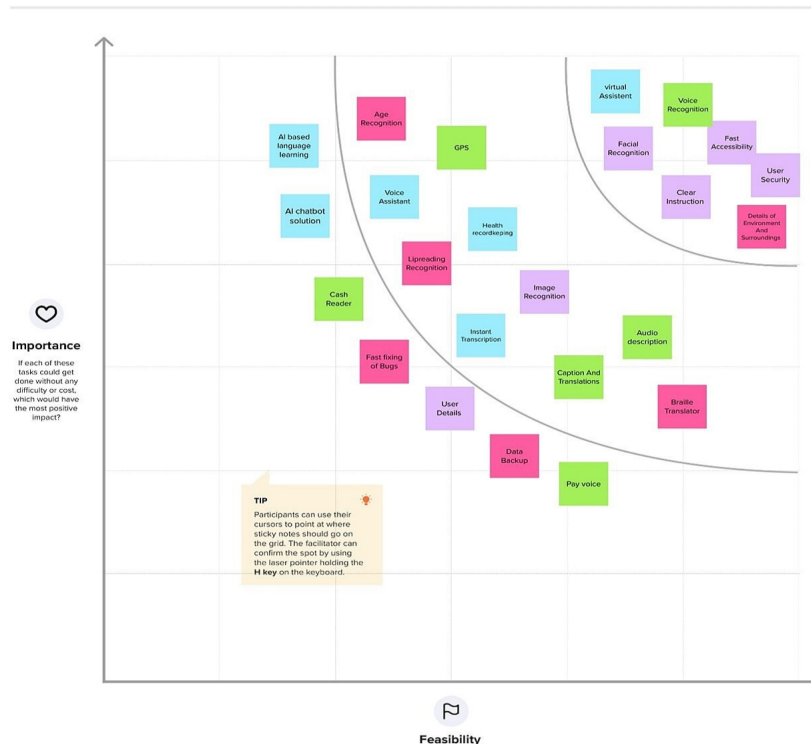 virtual
Assistent
Voice
Recognition
Age
Recognition
AI based
language
learning
GPS
Facial
Recognition
Fast
Accessibility
User
Security
Voice
Assistant
Clear
Instruction
AI chatbot
solution
Health
recordkeping
Details of
Environment
And
Surroundings
Lipreading
Recognition
Cash
Reader
Image
Recognition
Importance
If each of these
tasks could get
done without any
difficulty or cost,
which would have
the most positive
impact?
Instant
Transcription
Audio
description
Fast fixing
of Bugs
Caption And
Translations
User
Details
Braille
Translator
Data
Backup
Pay voice
TIP
Participants can use their
cursors to point at where
sticky notes should go on
the grid. The facilitator can
confirm the spot by using
the laser pointer holding the
H key on the keyboard.
Feasibility